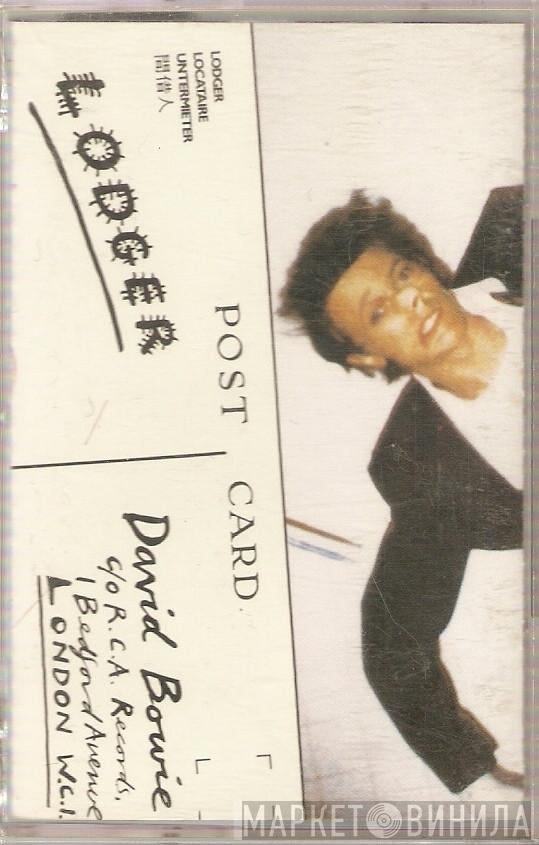 LODGER
LOCATAIRE
UNTERMIETER
間借人
LODGER
POST CARD.
David Bowie
c/o R.C.A. Records,
1 Bedford Avenue
LONDON W.C.1.
МАРКЕТ ВИНИЛА